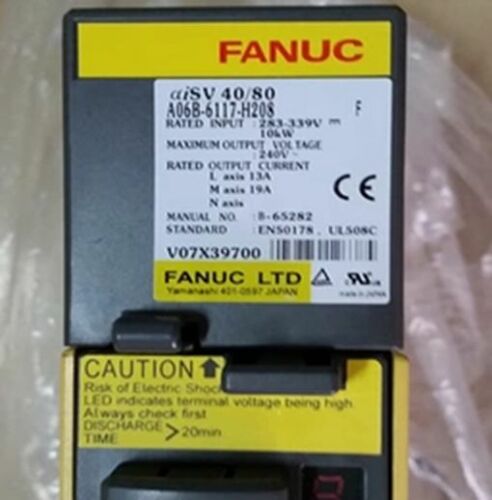 FANUC
αiSV 40/80
A06B-6117-H208 F
RATED INPUT : 283-339V
10kW
MAXIMUM OUTPUT VOLTAGE
:240V~
RATED OUTPUT CURRENT
L axis 13A
M axis 19A
N axis
MANUAL NO. B-65282
STANDARD :EN50178 , UL508C
CE
V07X39700
FANUC LTD
Yamanashi 401-0597 JAPAN
made in JAPAN
CAUTION
Risk of Electric Shock
LED indicates terminal voltage being high.
Always check first
DISCHARGE
TIME >20min